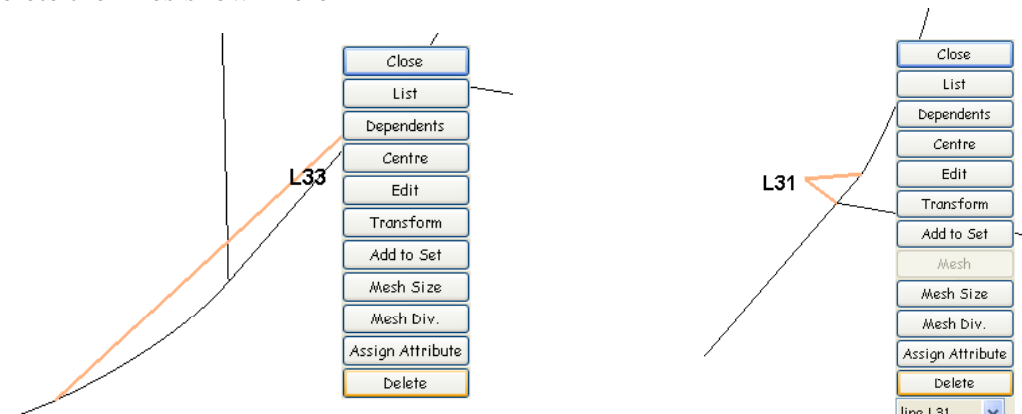 Close
List
Dependents
Centre
L33
Edit
Transform
Add to Set
Mesh Size
Mesh Div.
Assign Attribute
Delete
Close
List
Dependents
Centre
L31
Edit
Transform
Add to Set
Mesh
Mesh Size
Mesh Div.
Assign Attribute
Delete
line L31